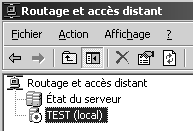 Routage et accès distant
Fichier Action Affichage ?
Routage et accès distant
État du serveur
TEST (local)